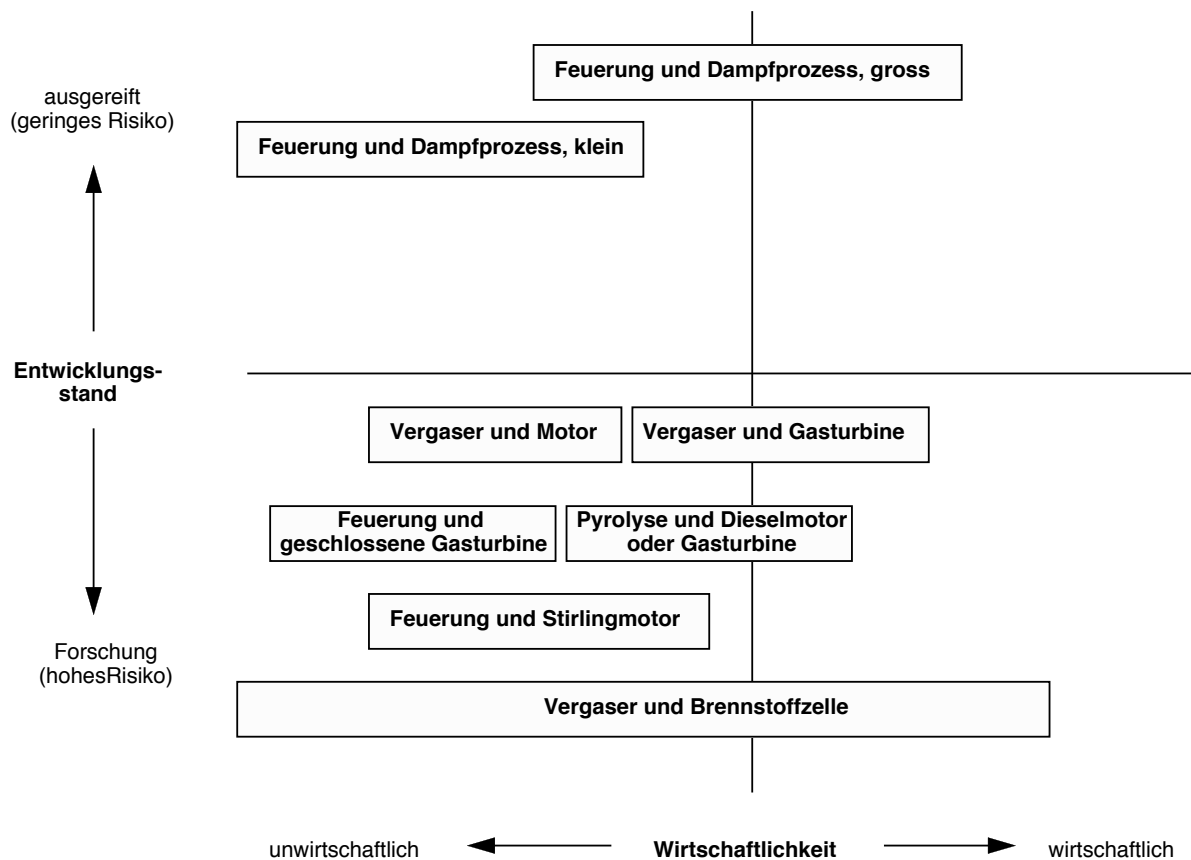 Feuerung und Dampfprozess, gross
ausgereift
(geringes Risiko)
Feuerung und Dampfprozess, klein
Entwicklungs-
stand
Vergaser und Motor
Vergaser und Gasturbine
Feuerung und
geschlossene Gasturbine
Pyrolyse und Dieselmotor
oder Gasturbine
Feuerung und Stirlingmotor
Forschung
(hohesRisiko)
Vergaser und Brennstoffzelle
unwirtschaftlich
Wirtschaftlichkeit
wirtschaftlich